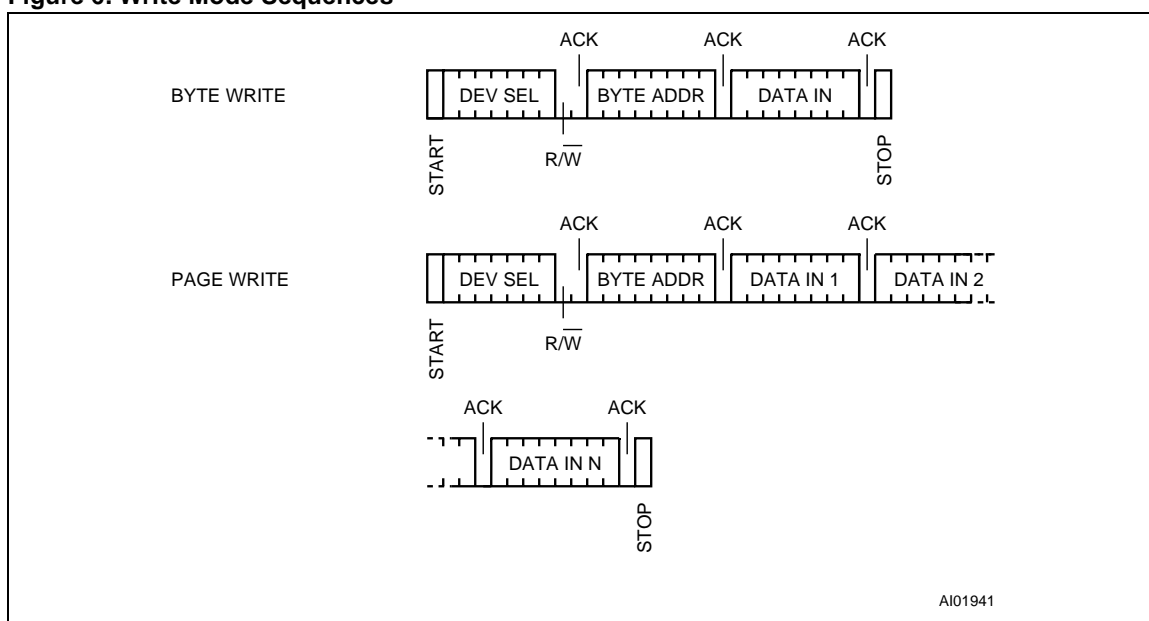 Figure 6. Write Mode Sequences
ACK ACK ACK
BYTE WRITE DEV SEL BYTE ADDR DATA IN
START R/W̅ STOP
ACK ACK ACK
PAGE WRITE DEV SEL BYTE ADDR DATA IN 1 DATA IN 2
START R/W̅
ACK ACK
DATA IN N
STOP
AI01941